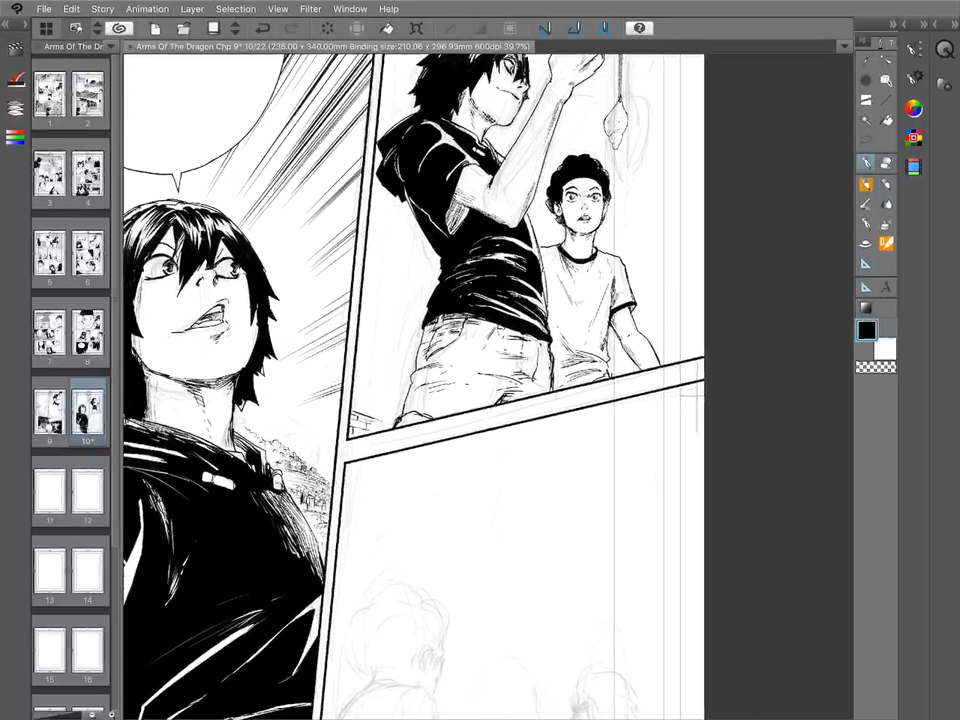 File Edit Story Animation Layer Selection View Filter Window Help
Arms Of The Dr
Arms Of The Dragon Chp 9* 10/22 (235.00 x 340.00mm Binding size:210.06 x 296.93mm 600dpi 39.7%)
1 2
3 4
5 6
7 8
9 10*
11 12
13 14
15 16
T
A